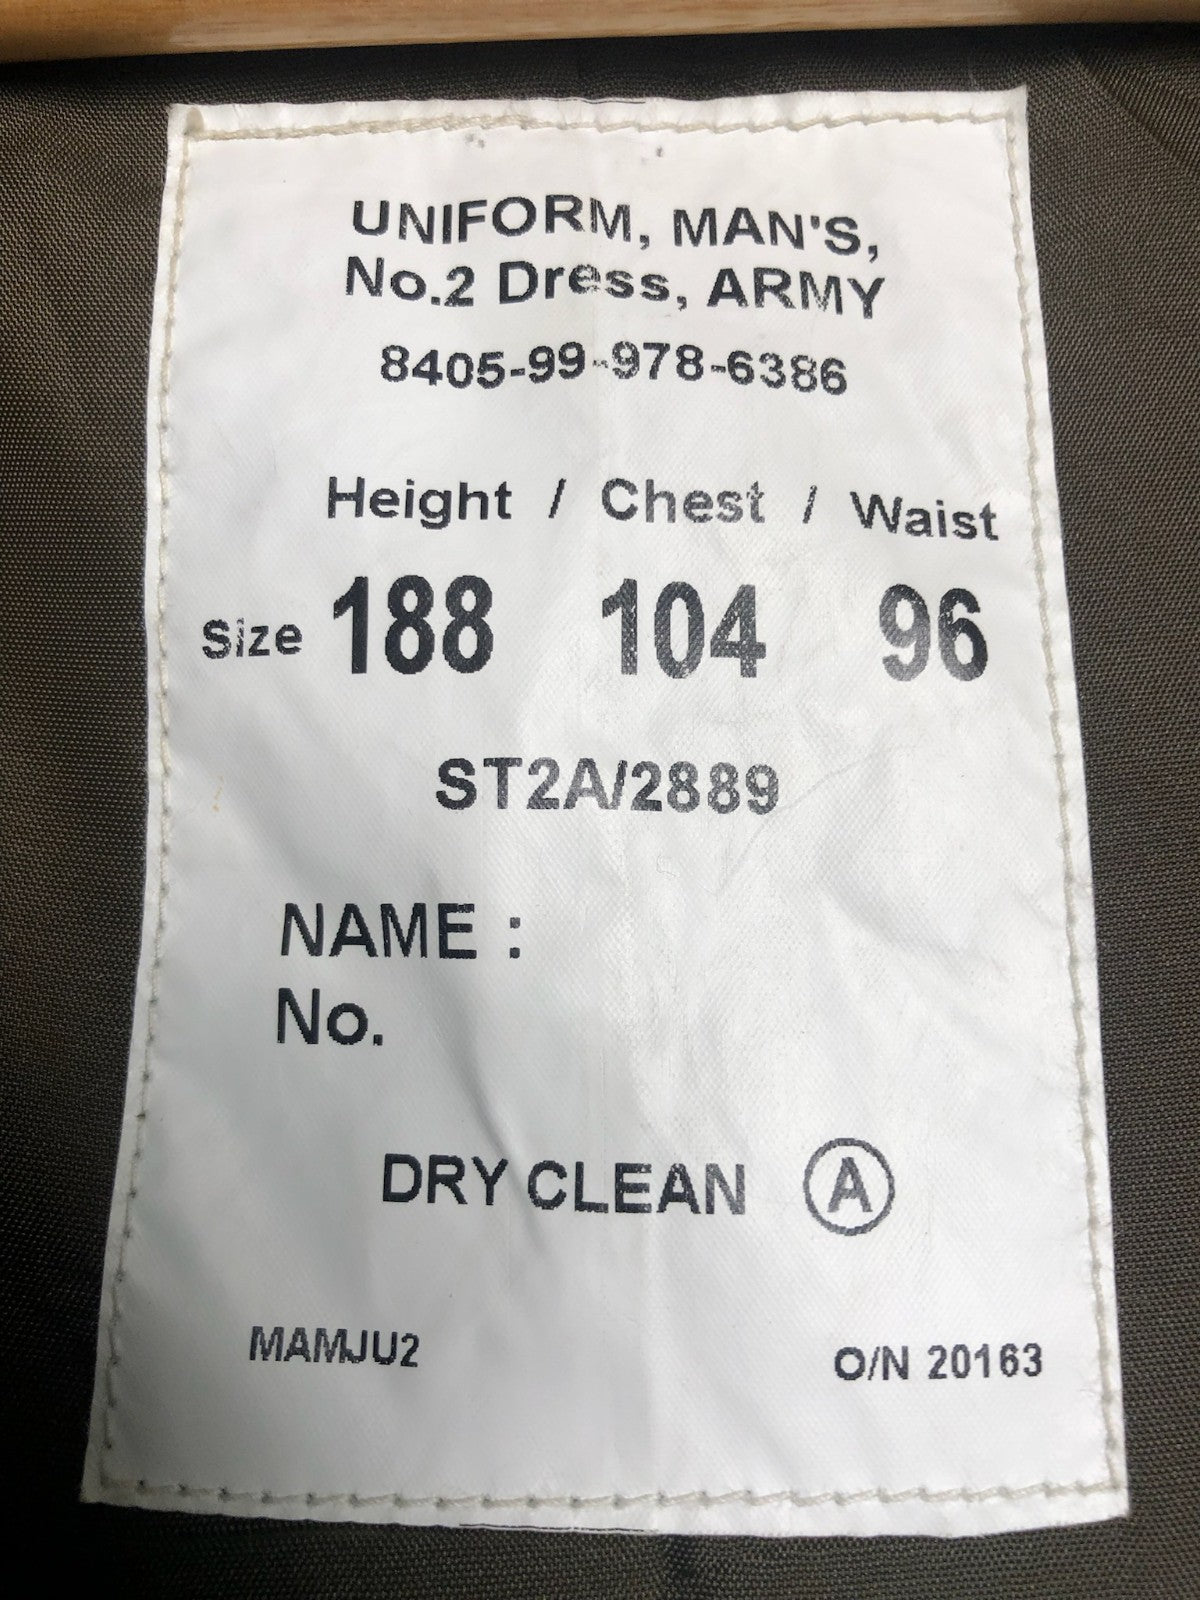 UNIFORM, MAN'S,
No.2 Dress, ARMY
8405-99-978-6386
Height / Chest / Waist
Size 188 104 96
ST2A/2889
NAME :
No.
DRY CLEAN Ⓐ
MAMJU2 O/N 20163